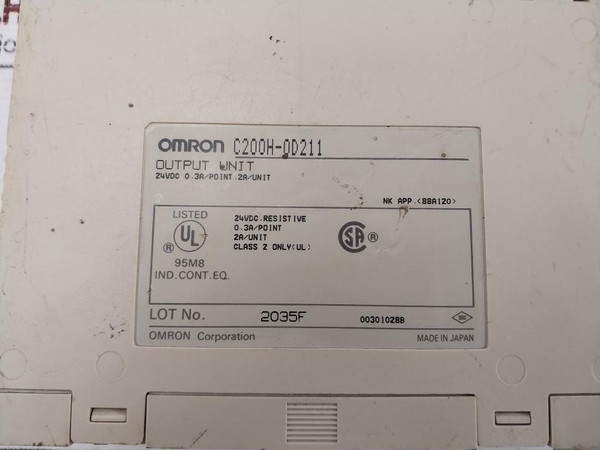 OMRON C200H-OD211
OUTPUT UNIT
24VDC 0.3A/POINT.2A/UNIT
NK APP.<88A120>
LISTED
UL
®
95M8
IND.CONT.EQ.
24VDC.RESISTIVE
0.3A/POINT
2A/UNIT
CLASS 2 ONLY(UL)
SA ®
LOT No. 2035F 0030102BB
OMRON Corporation MADE IN JAPAN